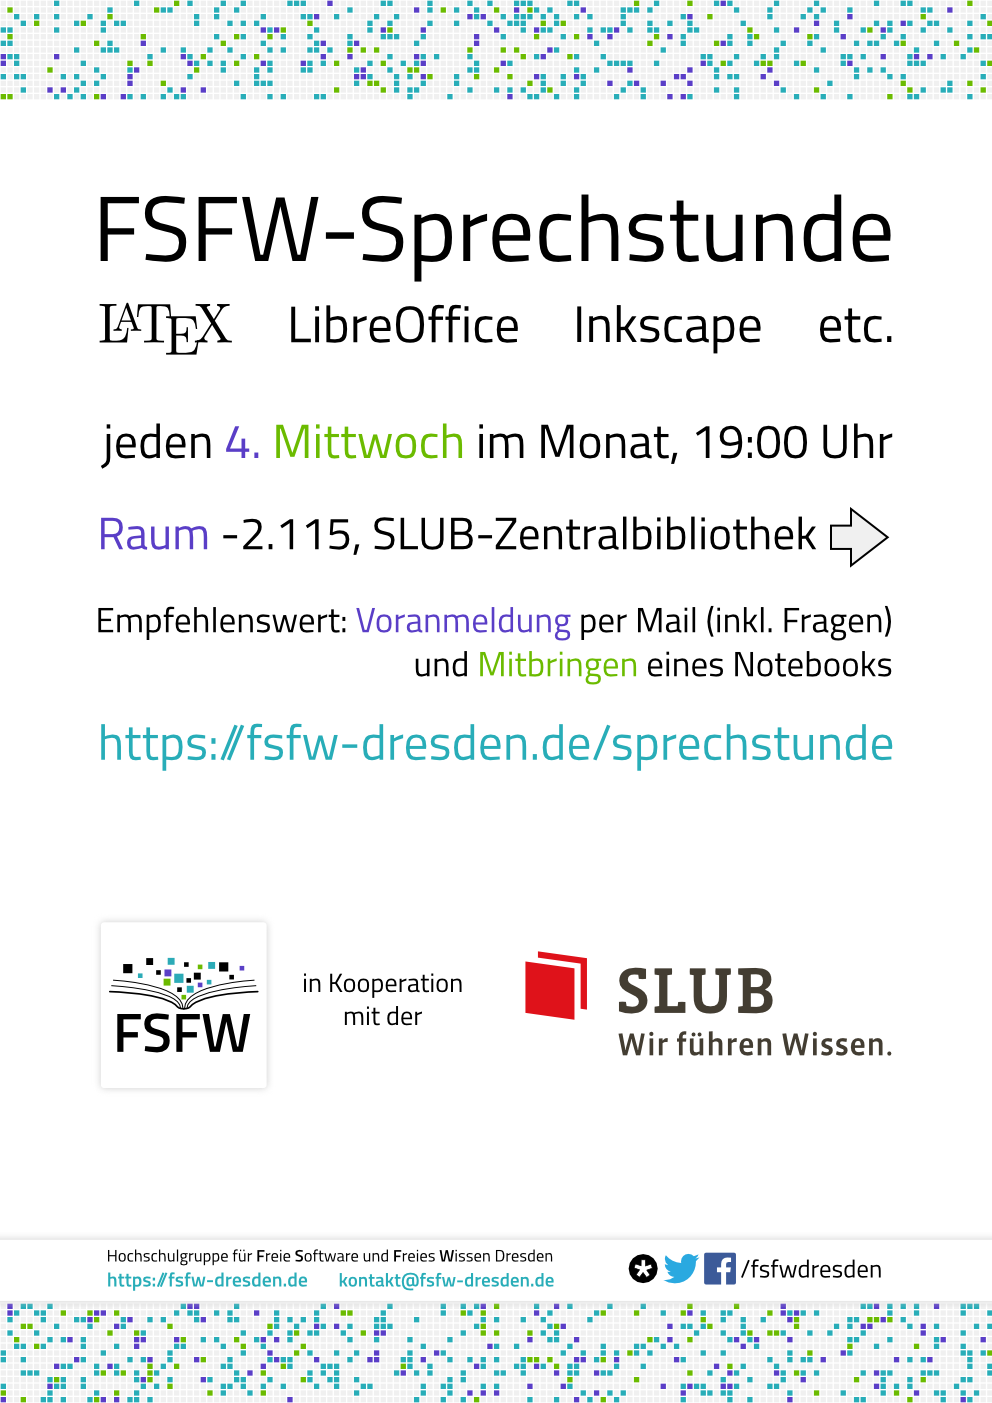 FSFW-Sprechstunde
LATEX LibreOffice Inkscape etc.
jeden 4. Mittwoch im Monat, 19:00 Uhr
Raum -2.115, SLUB-Zentralbibliothek
Empfehlenswert: Voranmeldung per Mail (inkl. Fragen)
und Mitbringen eines Notebooks
https://fsfw-dresden.de/sprechstunde
FSFW
in Kooperation
mit der
SLUB
Wir führen Wissen.
Hochschulgruppe für Freie Software und Freies Wissen Dresden
https://fsfw-dresden.de kontakt@fsfw-dresden.de
/fsfwdresden